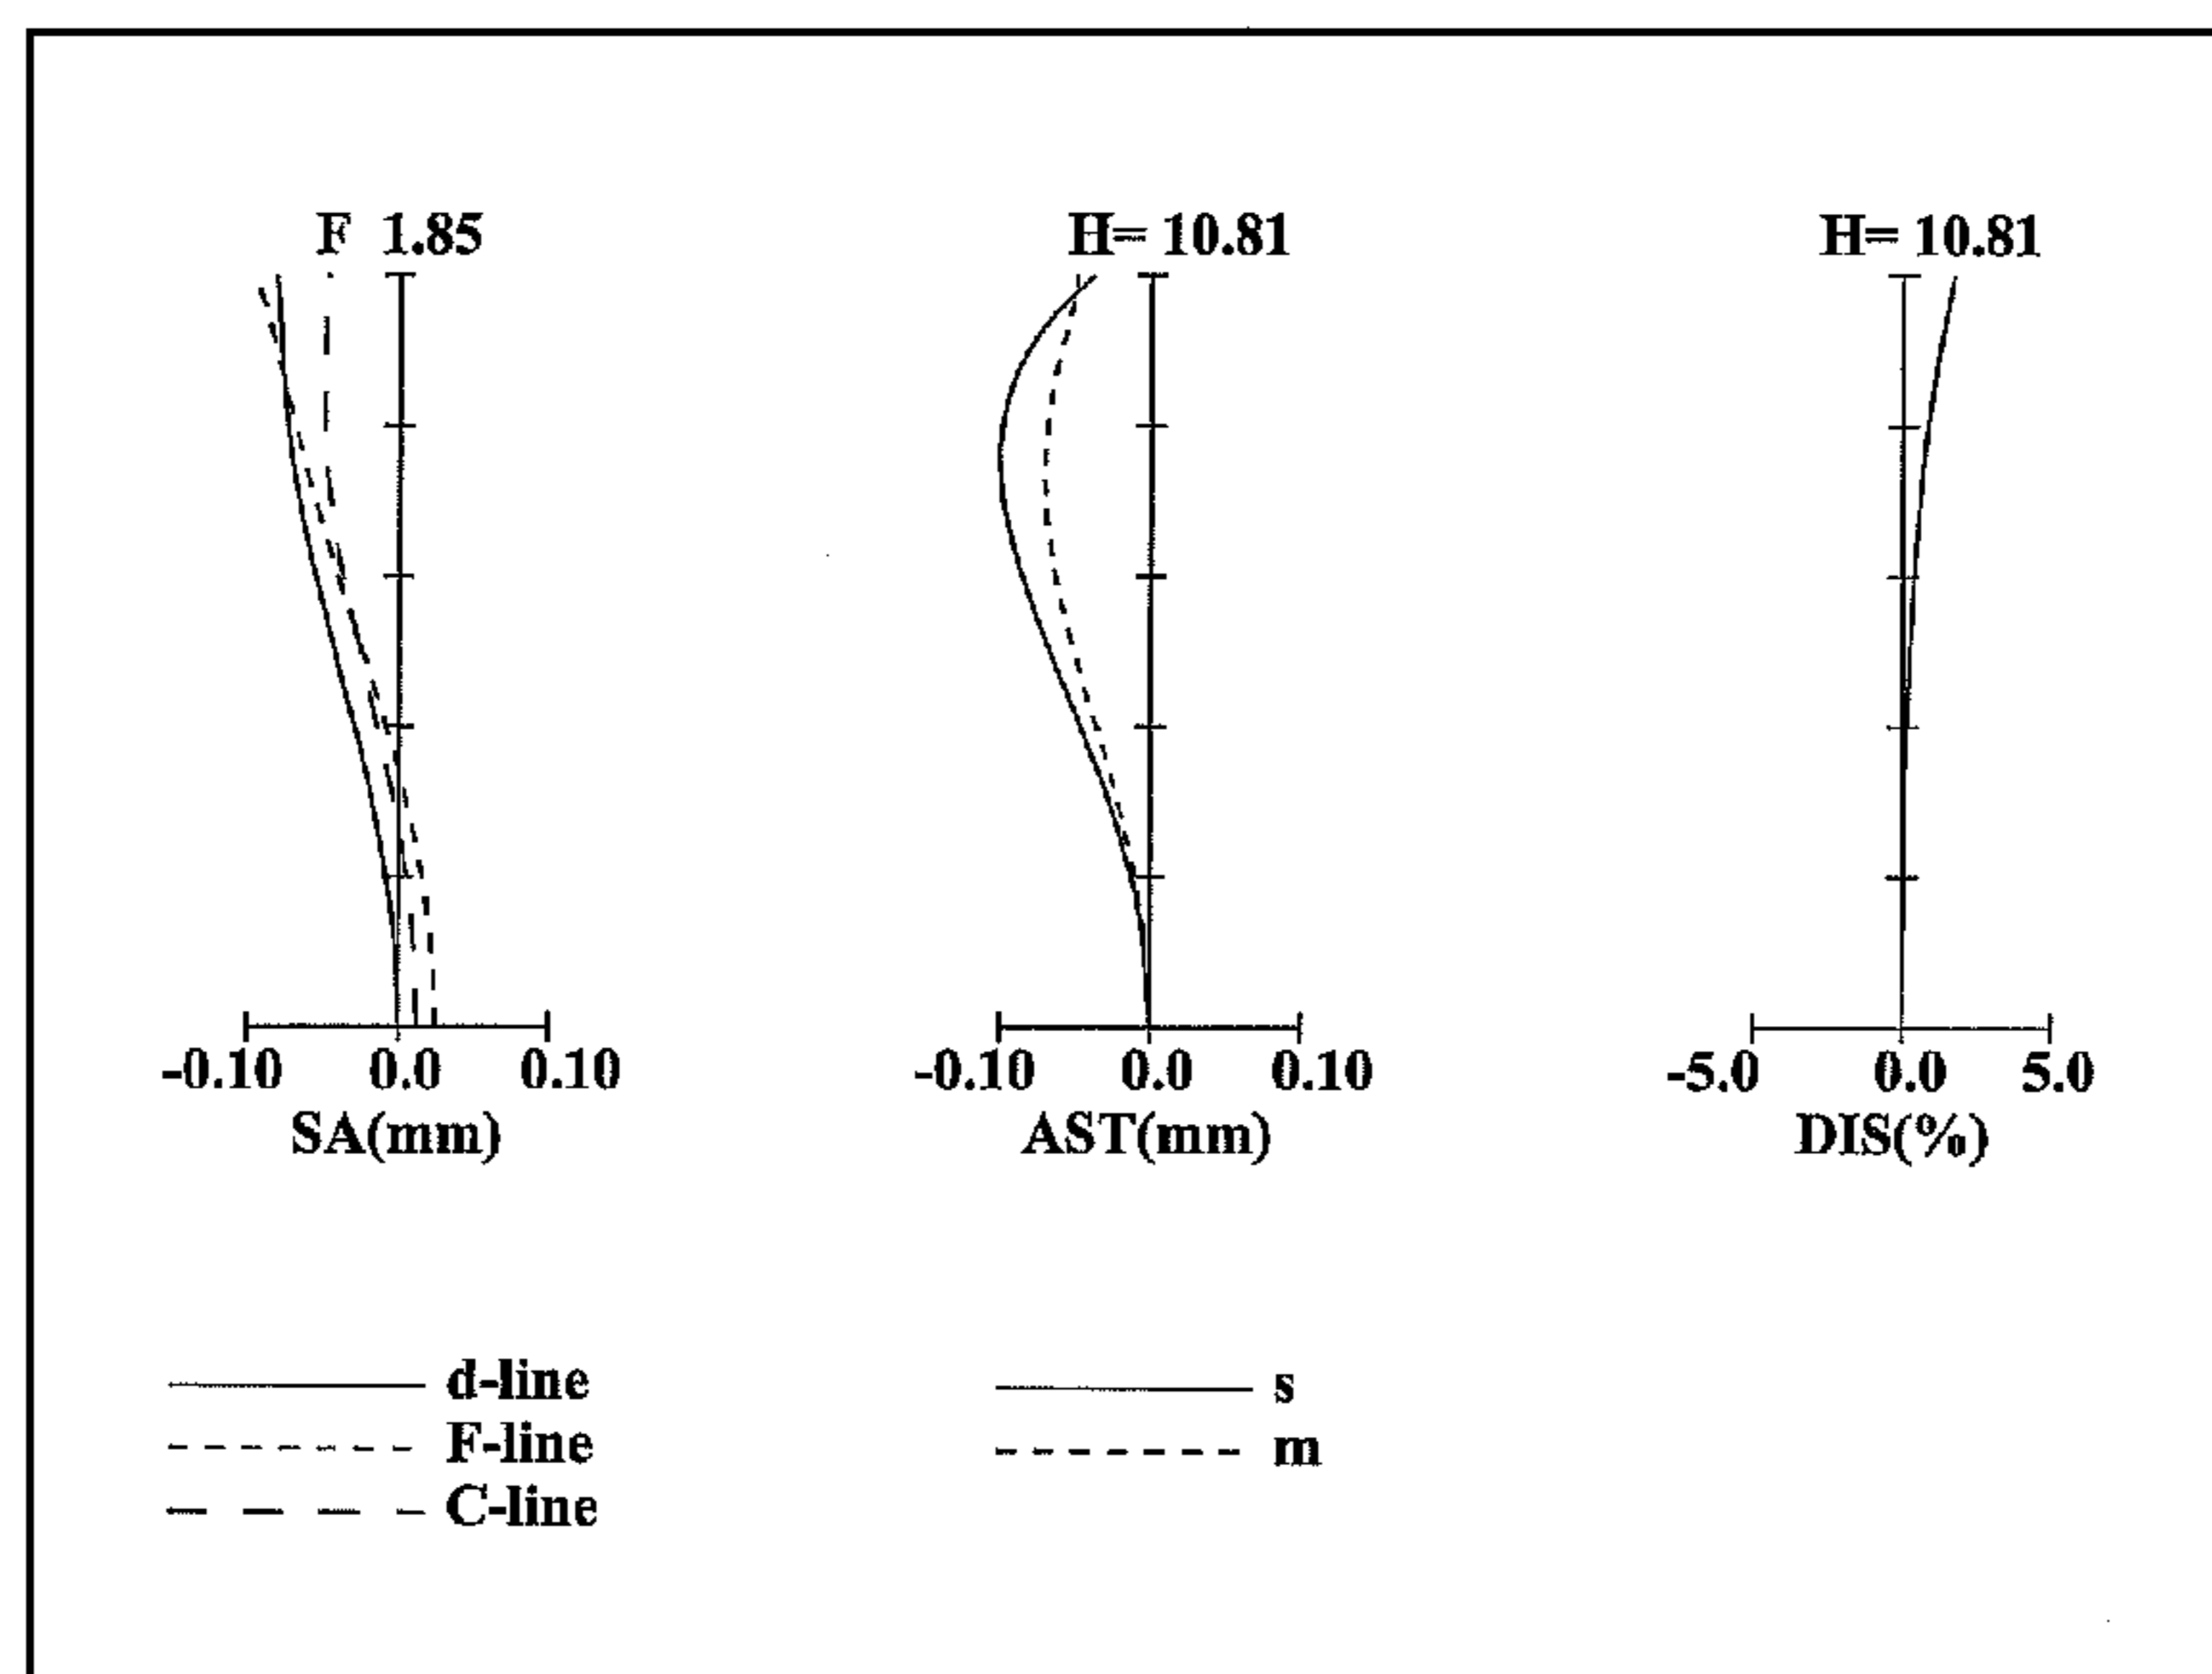 F 1.85
-0.10 0.0 0.10
SA(mm)
d-line
F-line
C-line
H= 10.81
-0.10 0.0 0.10
AST(mm)
s
m
H= 10.81
-5.0 0.0 5.0
DIS(%)